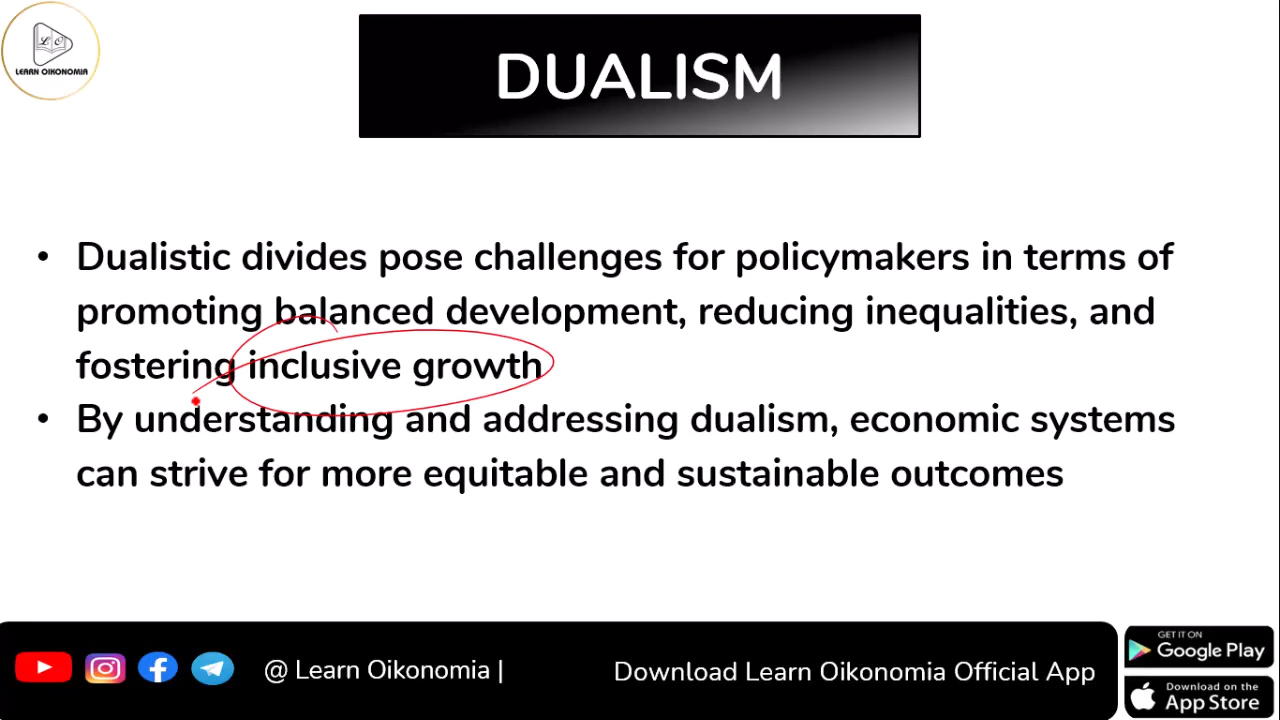 LO
LEARN OIKONOMIA
DUALISM
• Dualistic divides pose challenges for policymakers in terms of
promoting balanced development, reducing inequalities, and
fostering inclusive growth
• By understanding and addressing dualism, economic systems
can strive for more equitable and sustainable outcomes
@ Learn Oikonomia |
Download Learn Oikonomia Official App
GET IT ON
Google Play
Download on the
App Store